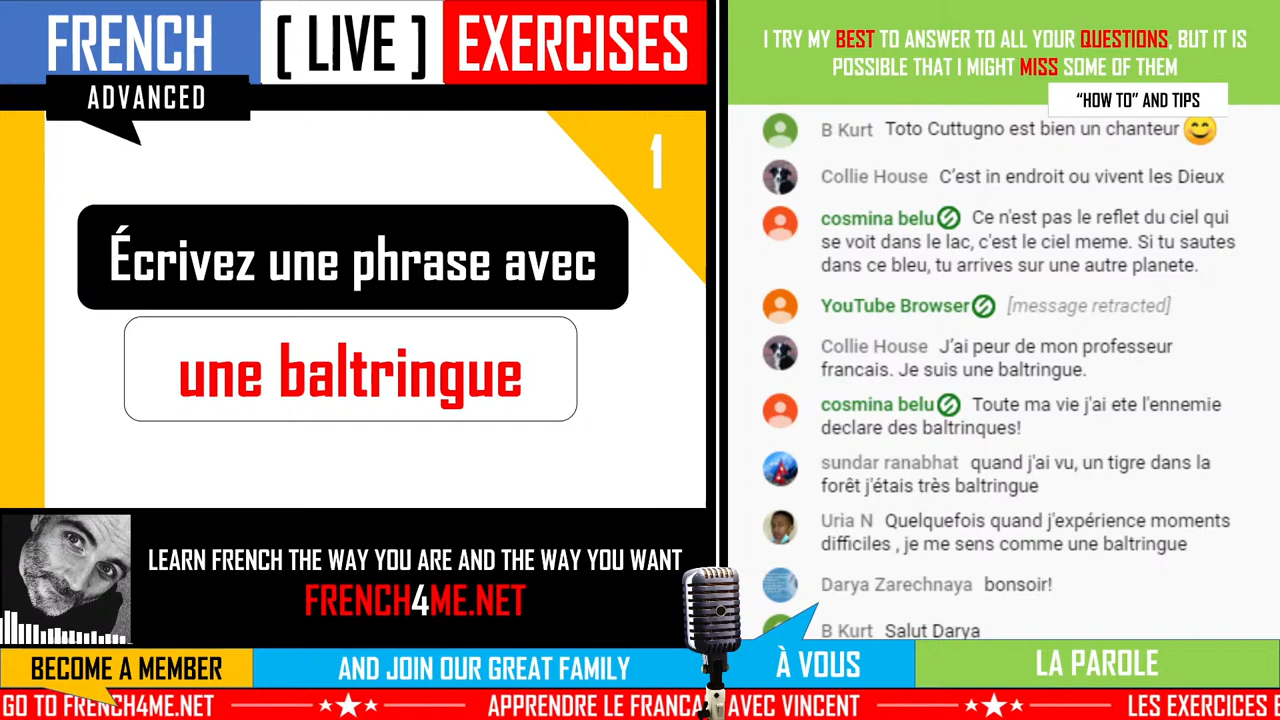 FRENCH [ LIVE ] EXERCISES
ADVANCED
1
Écrivez une phrase avec
une baltringue
LEARN FRENCH THE WAY YOU ARE AND THE WAY YOU WANT
FRENCH4ME.NET
I TRY MY BEST TO ANSWER TO ALL YOUR QUESTIONS, BUT IT IS
POSSIBLE THAT I MIGHT MISS SOME OF THEM
“HOW TO” AND TIPS
B Kurt Toto Cuttugno est bien un chanteur 😊
Collie House C’est in endroit ou vivent les Dieux
cosmina belu Ce n'est pas le reflet du ciel qui
se voit dans le lac, c'est le ciel meme. Si tu sautes
dans ce bleu, tu arrives sur une autre planete.
YouTube Browser [message retracted]
Collie House J’ai peur de mon professeur
francais. Je suis une baltringue.
cosmina belu Toute ma vie j'ai ete l'ennemie
declare des baltrinques!
sundar ranabhat quand j'ai vu, un tigre dans la
forêt j'étais très baltringue
Uria N Quelquefois quand j'expérience moments
difficiles , je me sens comme une baltringue
Darya Zarechnaya bonsoir!
B Kurt Salut Darya
BECOME A MEMBER AND JOIN OUR GREAT FAMILY À VOUS LA PAROLE
GO TO FRENCH4ME.NET APPRENDRE LE FRANCA AVEC VINCENT LES EXERCICES E